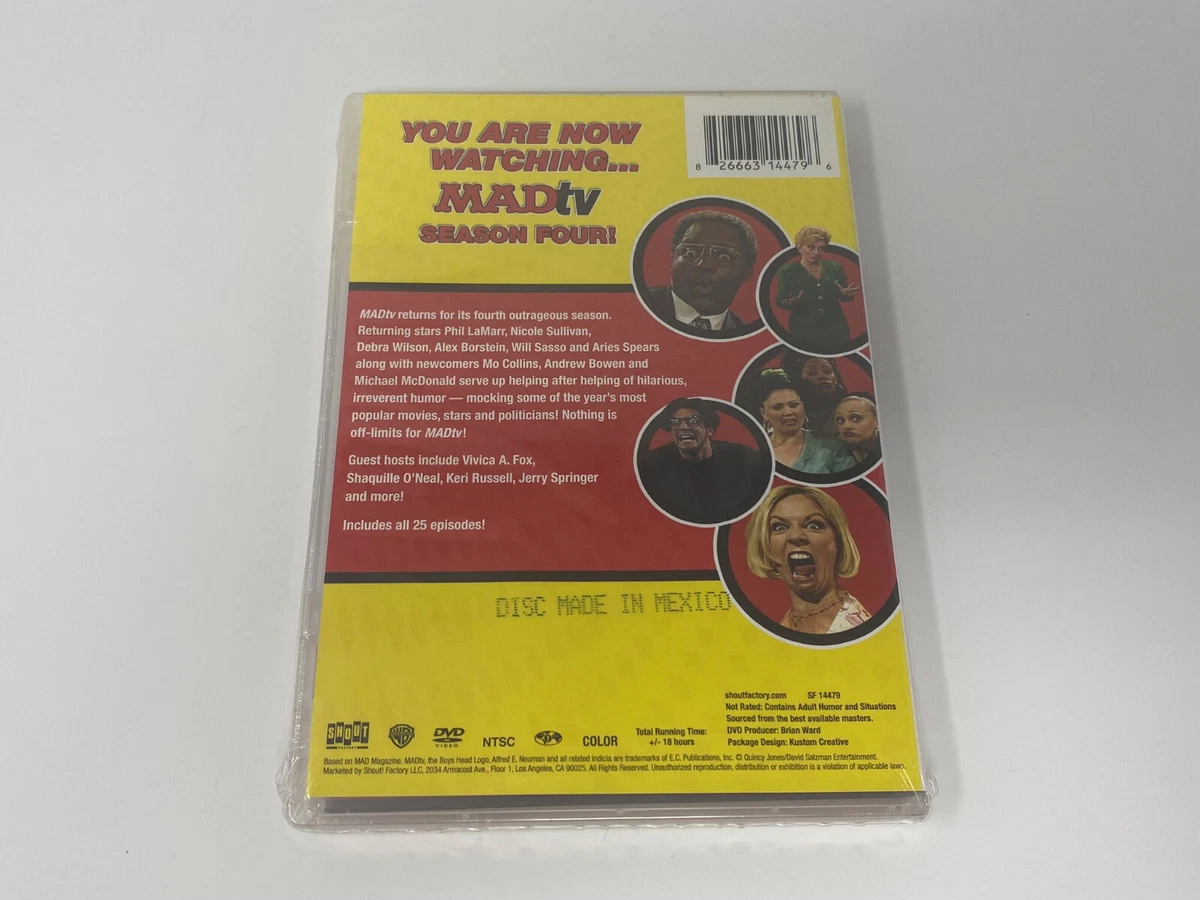 YOU ARE NOW
WATCHING...
MADtv
SEASON FOUR!
8 26663 14479 6
MADtv returns for its fourth outrageous season.
Returning stars Phil LaMarr, Nicole Sullivan,
Debra Wilson, Alex Borstein, Will Sasso and Aries Spears
along with newcomers Mo Collins, Andrew Bowen and
Michael McDonald serve up helping after helping of hilarious,
irreverent humor — mocking some of the year's most
popular movies, stars and politicians! Nothing is
off-limits for MADtv!
Guest hosts include Vivica A. Fox,
Shaquille O'Neal, Keri Russell, Jerry Springer
and more!
Includes all 25 episodes!
DISC MADE IN MEXICO
shoutfactory.com SF 14479
Not Rated: Contains Adult Humor and Situations
Sourced from the best available masters.
DVD Producer: Brian Ward
Package Design: Kustom Creative
SHOUT
FACTORY
DVD
VIDEO
NTSC
COLOR
Total Running Time:
+/- 18 hours
Based on MAD Magazine. MADtv, the Boys Head Logo, Alfred E. Neuman and all related Indicia are trademarks of E.C. Publications, Inc. © Quincy Jones/David Salzman Entertainment.
Marketed by Shout! Factory LLC, 2034 Armacost Ave., Floor 1, Los Angeles, CA 90025. All Rights Reserved. Unauthorized reproduction, distribution or exhibition is a violation of applicable laws.